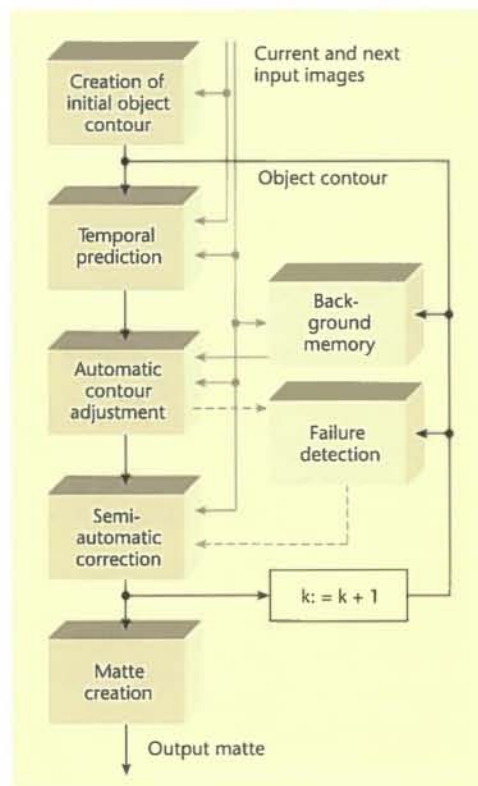 Current and next
input images
Creation of
initial object
contour
Object contour
Temporal
prediction
Back-
ground
memory
Automatic
contour
adjustment
Failure
detection
Semi-
automatic
correction
k: = k + 1
Matte
creation
Output matte